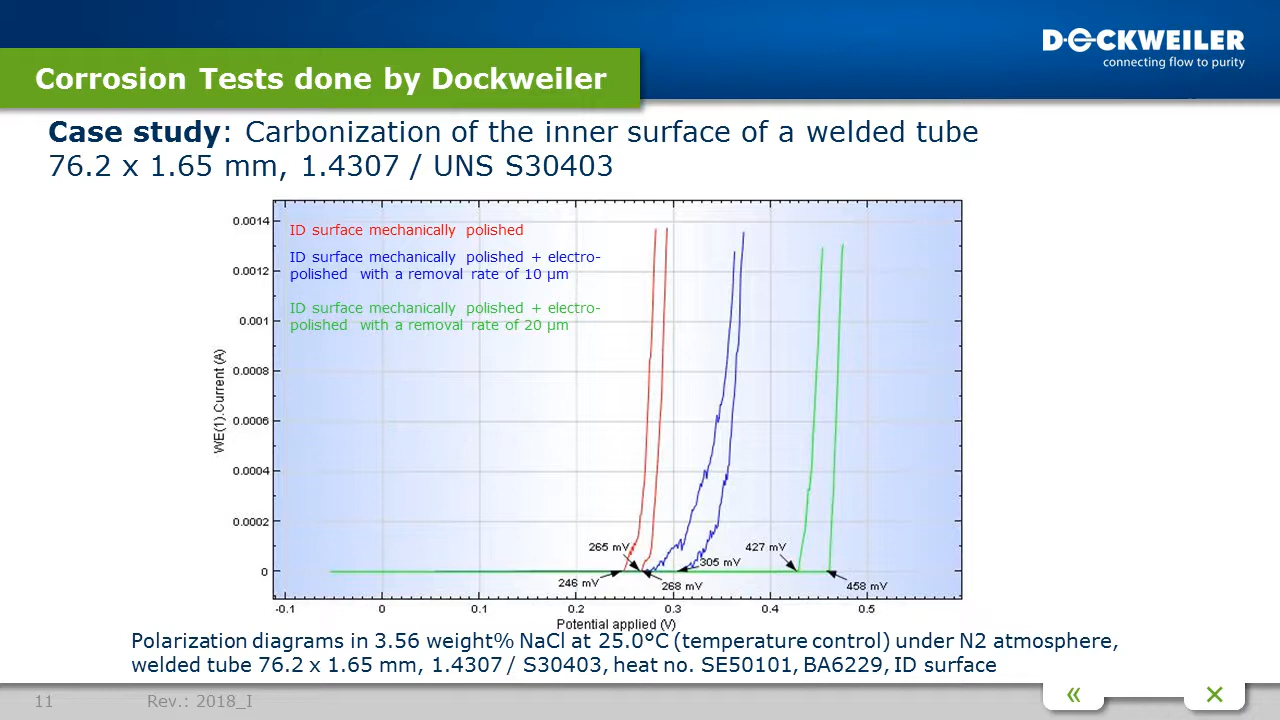 DOCKWEILER
connecting flow to purity
Corrosion Tests done by Dockweiler
Case study: Carbonization of the inner surface of a welded tube
76.2 x 1.65 mm, 1.4307 / UNS S30403
ID surface mechanically polished
ID surface mechanically polished + electro-
polished with a removal rate of 10 µm
ID surface mechanically polished + electro-
polished with a removal rate of 20 µm
WE(1).Current (A)
0.0014
0.0012
0.001
0.0008
0.0006
0.0004
0.0002
0
265 mV
427 mV
305 mV
246 mV
268 mV
458 mV
-0.1 0 0.1 0.2 0.3 0.4 0.5
Potential applied (V)
Polarization diagrams in 3.56 weight% NaCl at 25.0°C (temperature control) under N2 atmosphere,
welded tube 76.2 x 1.65 mm, 1.4307 / S30403, heat no. SE50101, BA6229, ID surface
11 Rev.: 2018_I
« ×